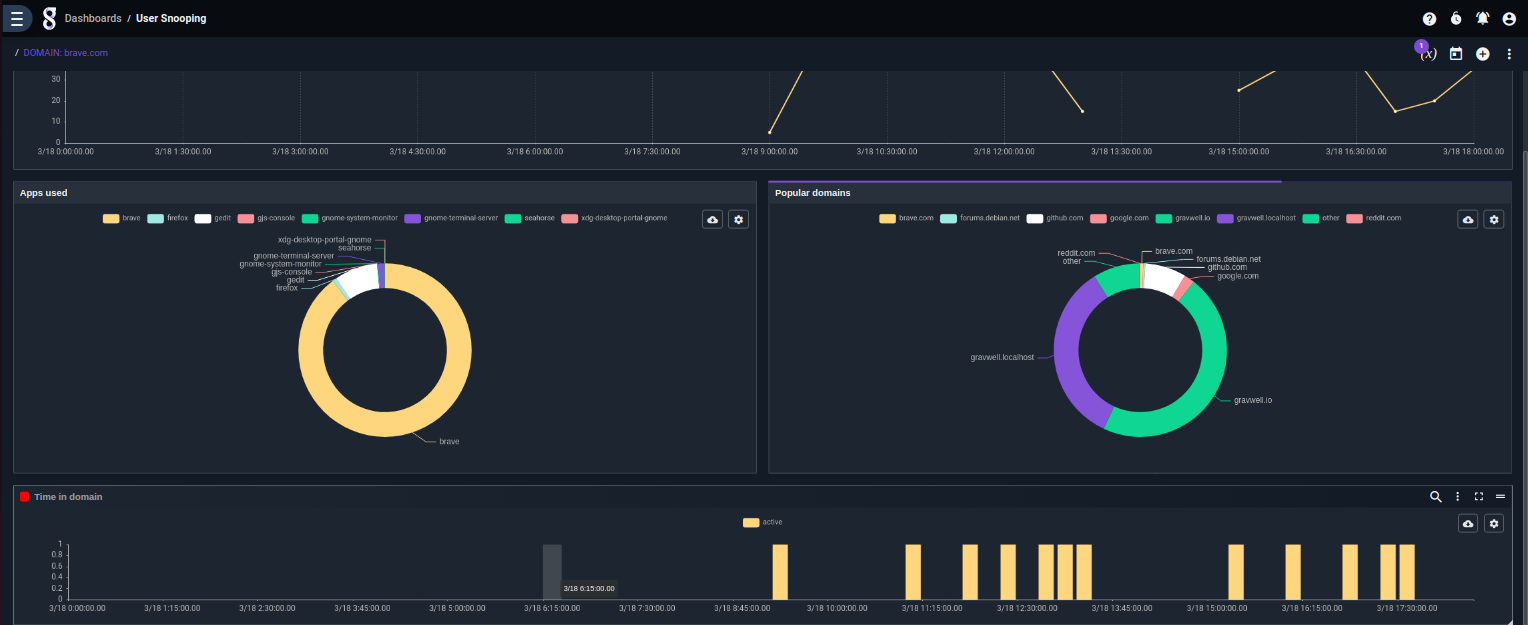 Dashboards / User Snooping
/ DOMAIN: brave.com
1
(x)
30
20
10
0
3/18 0:00:00.00 3/18 1:30:00.00 3/18 3:00:00.00 3/18 4:30:00.00 3/18 6:00:00.00 3/18 7:30:00.00 3/18 9:00:00.00 3/18 10:30:00.00 3/18 12:00:00.00 3/18 13:30:00.00 3/18 15:00:00.00 3/18 16:30:00.00 3/18 18:00:00.00
Apps used
brave firefox gedit gjs-console gnome-system-monitor gnome-terminal-server seahorse xdg-desktop-portal-gnome
xdg-desktop-portal-gnome
seahorse
gnome-terminal-server
gnome-system-monitor
gjs-console
gedit
firefox
brave
Popular domains
brave.com forums.debian.net github.com google.com gravwell.io gravwell.localhost other reddit.com
reddit.com
other
brave.com
forums.debian.net
github.com
google.com
gravwell.localhost
gravwell.io
Time in domain
active
1
0.8
0.6
0.4
0.2
0
3/18 6:15:00.00
3/18 0:00:00.00 3/18 1:15:00.00 3/18 2:30:00.00 3/18 3:45:00.00 3/18 5:00:00.00 3/18 6:15:00.00 3/18 7:30:00.00 3/18 8:45:00.00 3/18 10:00:00.00 3/18 11:15:00.00 3/18 12:30:00.00 3/18 13:45:00.00 3/18 15:00:00.00 3/18 16:15:00.00 3/18 17:30:00.00